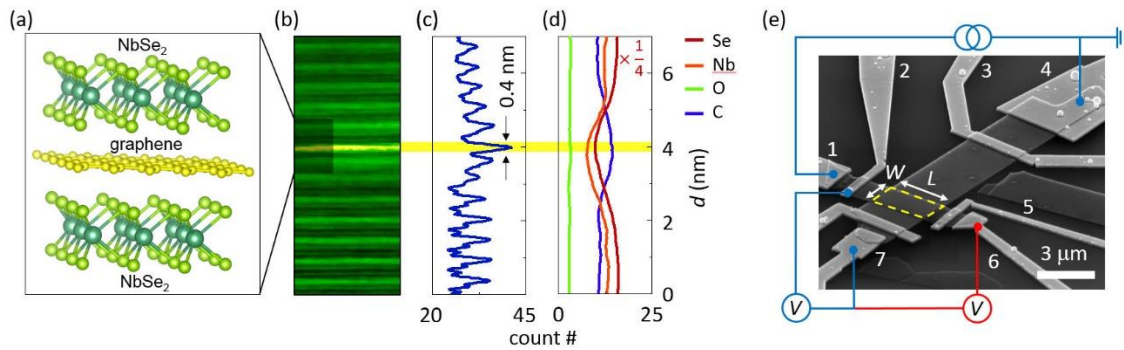 (a)
NbSe₂
graphene
NbSe₂
(b)
(c)
0.4 nm
20
45
count #
(d)
× 1/4
Se
Nb
O
C
6
4
2
0
d (nm)
0
25
(e)
1
2
3
4
5
6
7
W
L
3 μm
V
V